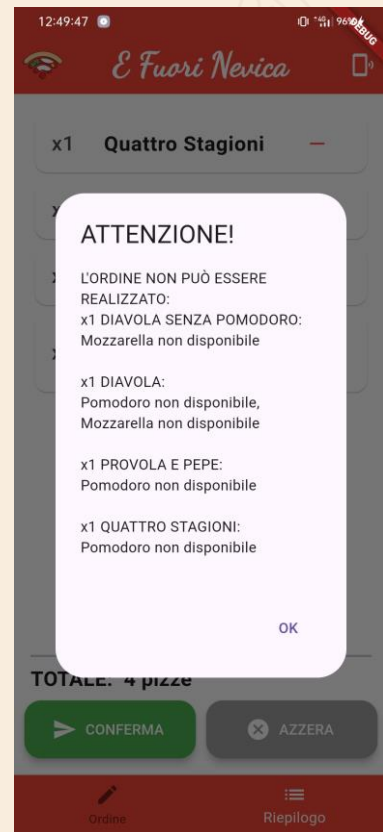 12:49:47
96%
DEBUG
E Fuori Nevica
x1 Quattro Stagioni
ATTENZIONE!
L'ORDINE NON PUÒ ESSERE
REALIZZATO:
x1 DIAVOLA SENZA POMODORO:
Mozzarella non disponibile
x1 DIAVOLA:
Pomodoro non disponibile,
Mozzarella non disponibile
x1 PROVOLA E PEPE:
Pomodoro non disponibile
x1 QUATTRO STAGIONI:
Pomodoro non disponibile
OK
TOTALE: 4 pizze
CONFERMA
AZZERA
Ordine
Riepilogo